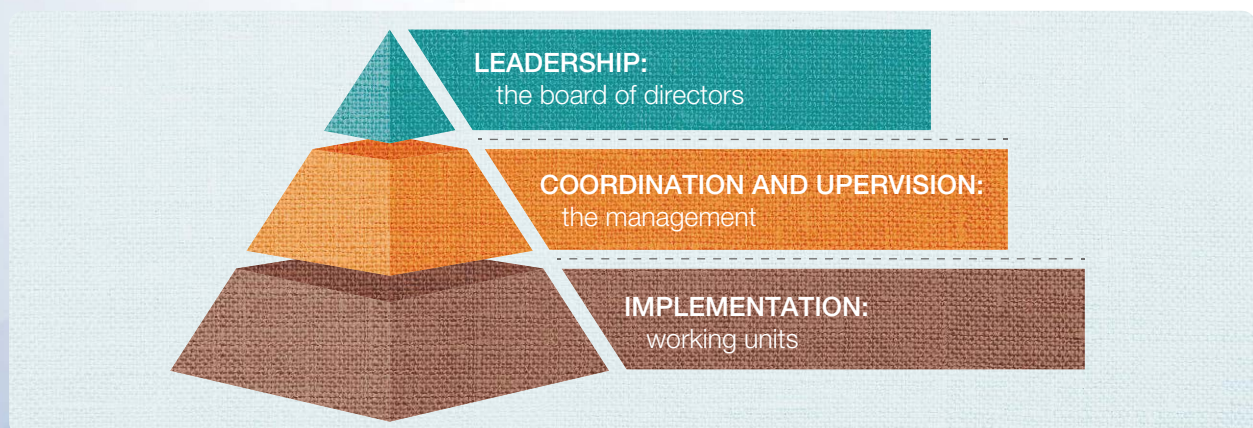 LEADERSHIP:
the board of directors
COORDINATION AND UPERVISION:
the management
IMPLEMENTATION:
working units